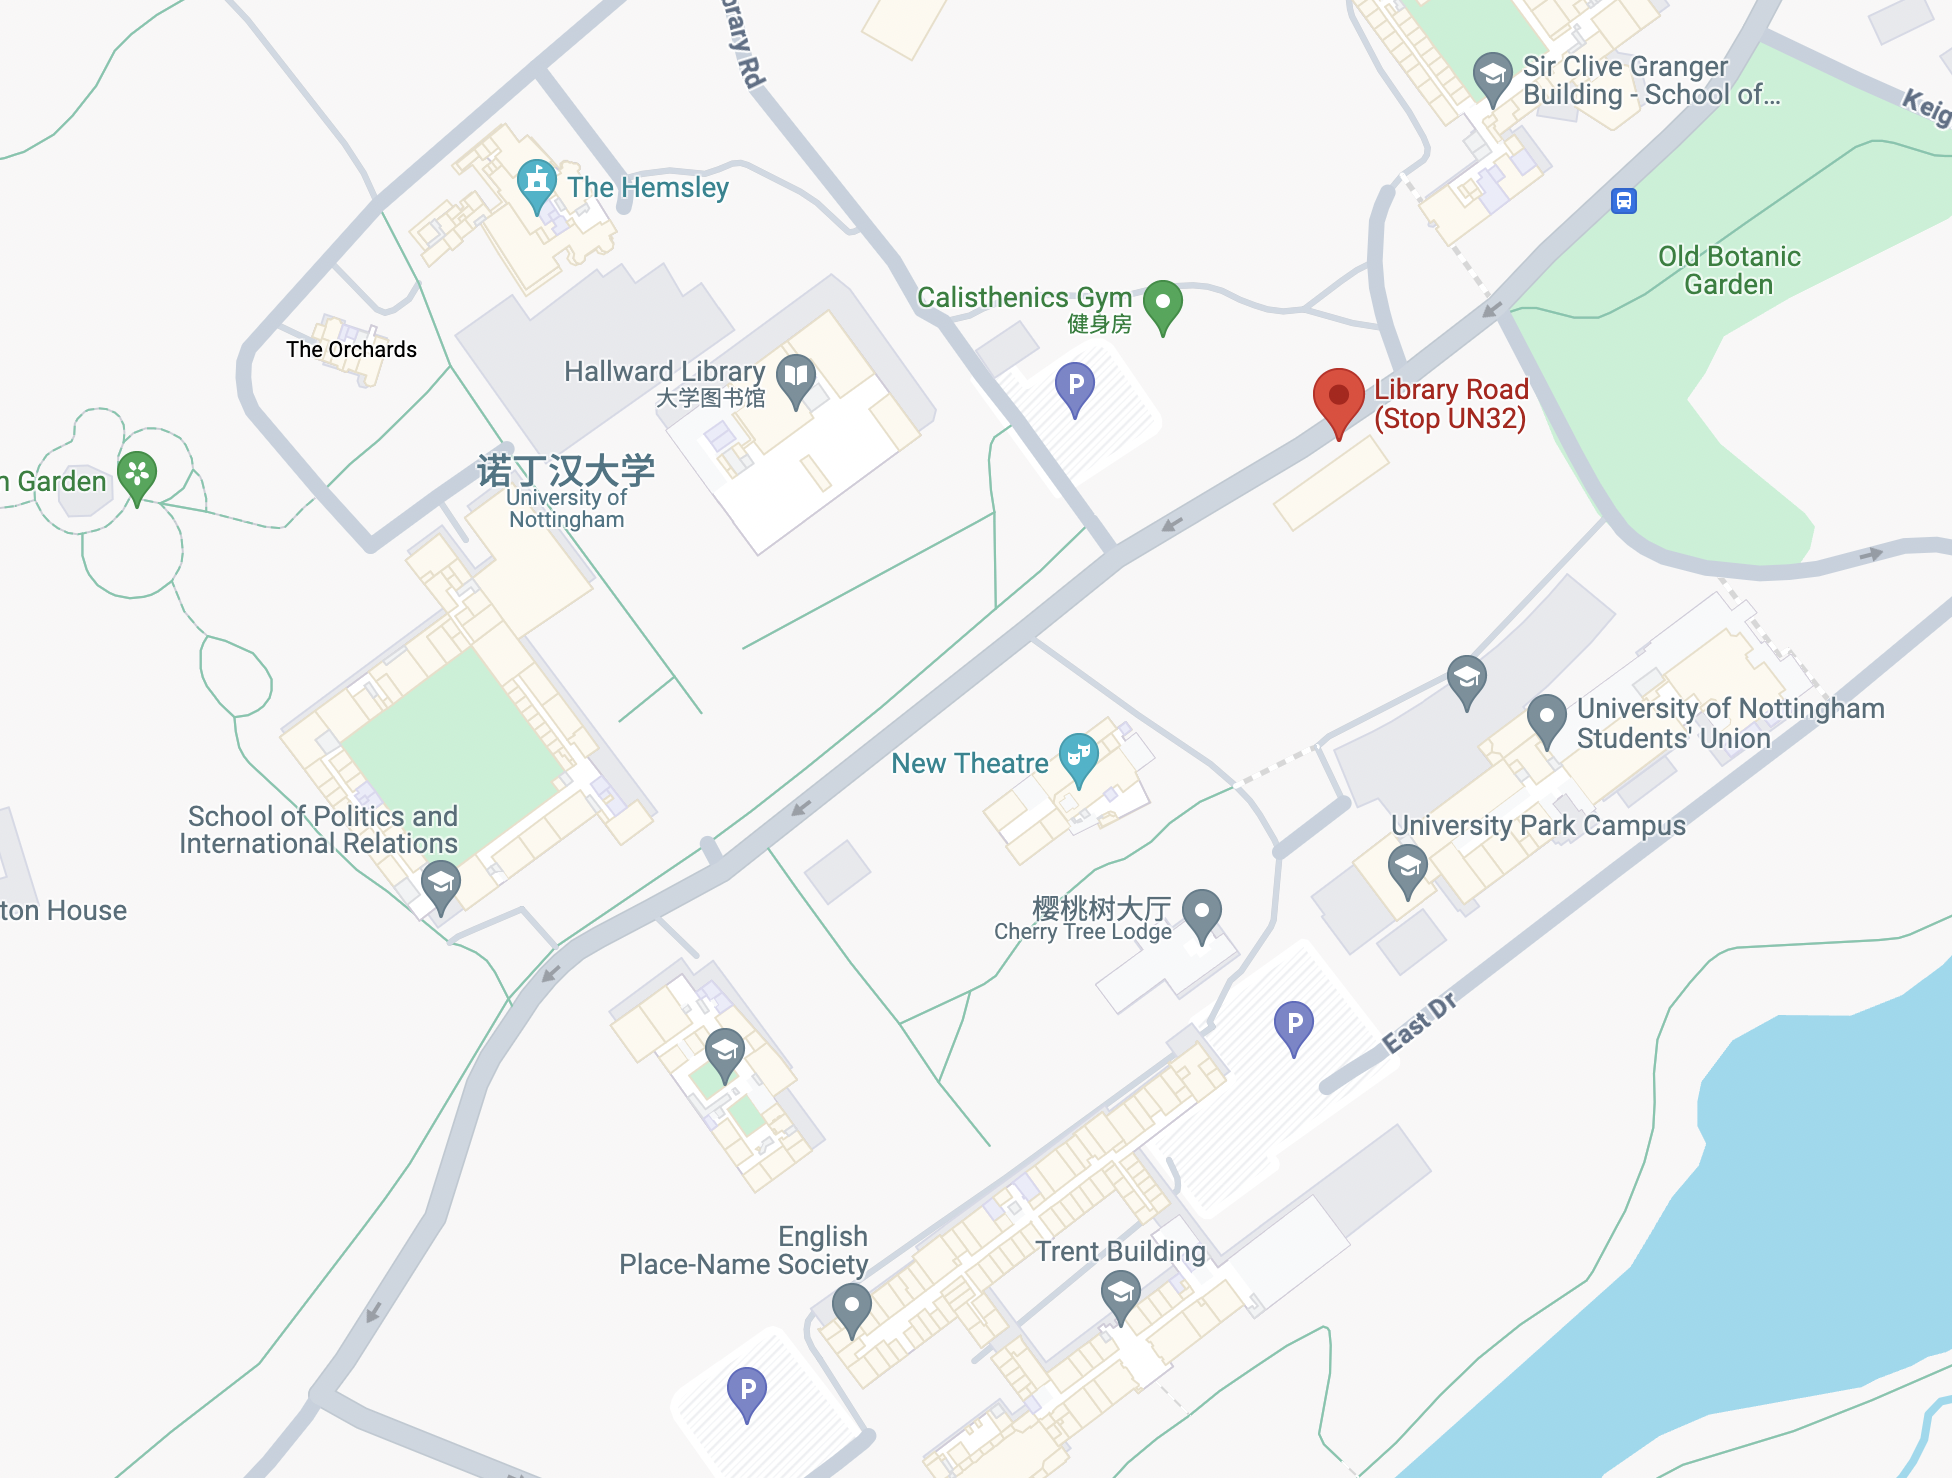 brary Rd
Sir Clive Granger
Building - School of...
Keig
The Hemsley
Old Botanic
Garden
Calisthenics Gym
健身房
The Orchards
Hallward Library
大学图书馆
P
Library Road
(Stop UN32)
n Garden
诺丁汉大学
University of
Nottingham
University of Nottingham
Students' Union
New Theatre
School of Politics and
International Relations
University Park Campus
ton House
樱桃树大厅
Cherry Tree Lodge
P
East Dr
English
Place-Name Society
Trent Building
P